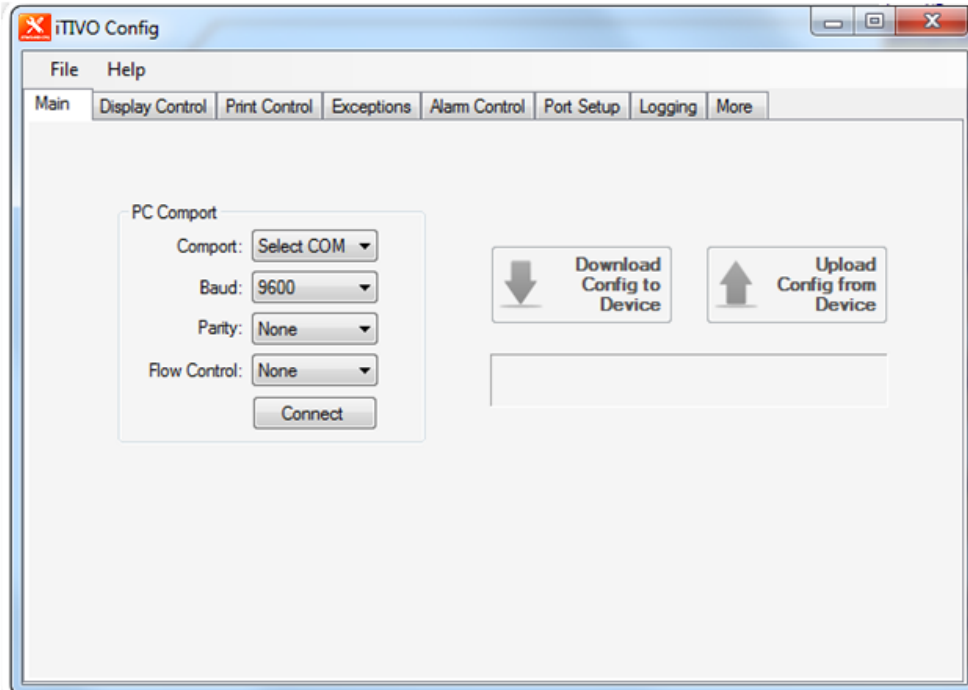 iTIVO Config
File Help
Main Display Control Print Control Exceptions Alarm Control Port Setup Logging More
PC Comport
Comport: Select COM
Baud: 9600
Parity: None
Flow Control: None
Connect
Download
Config to
Device
Upload
Config from
Device